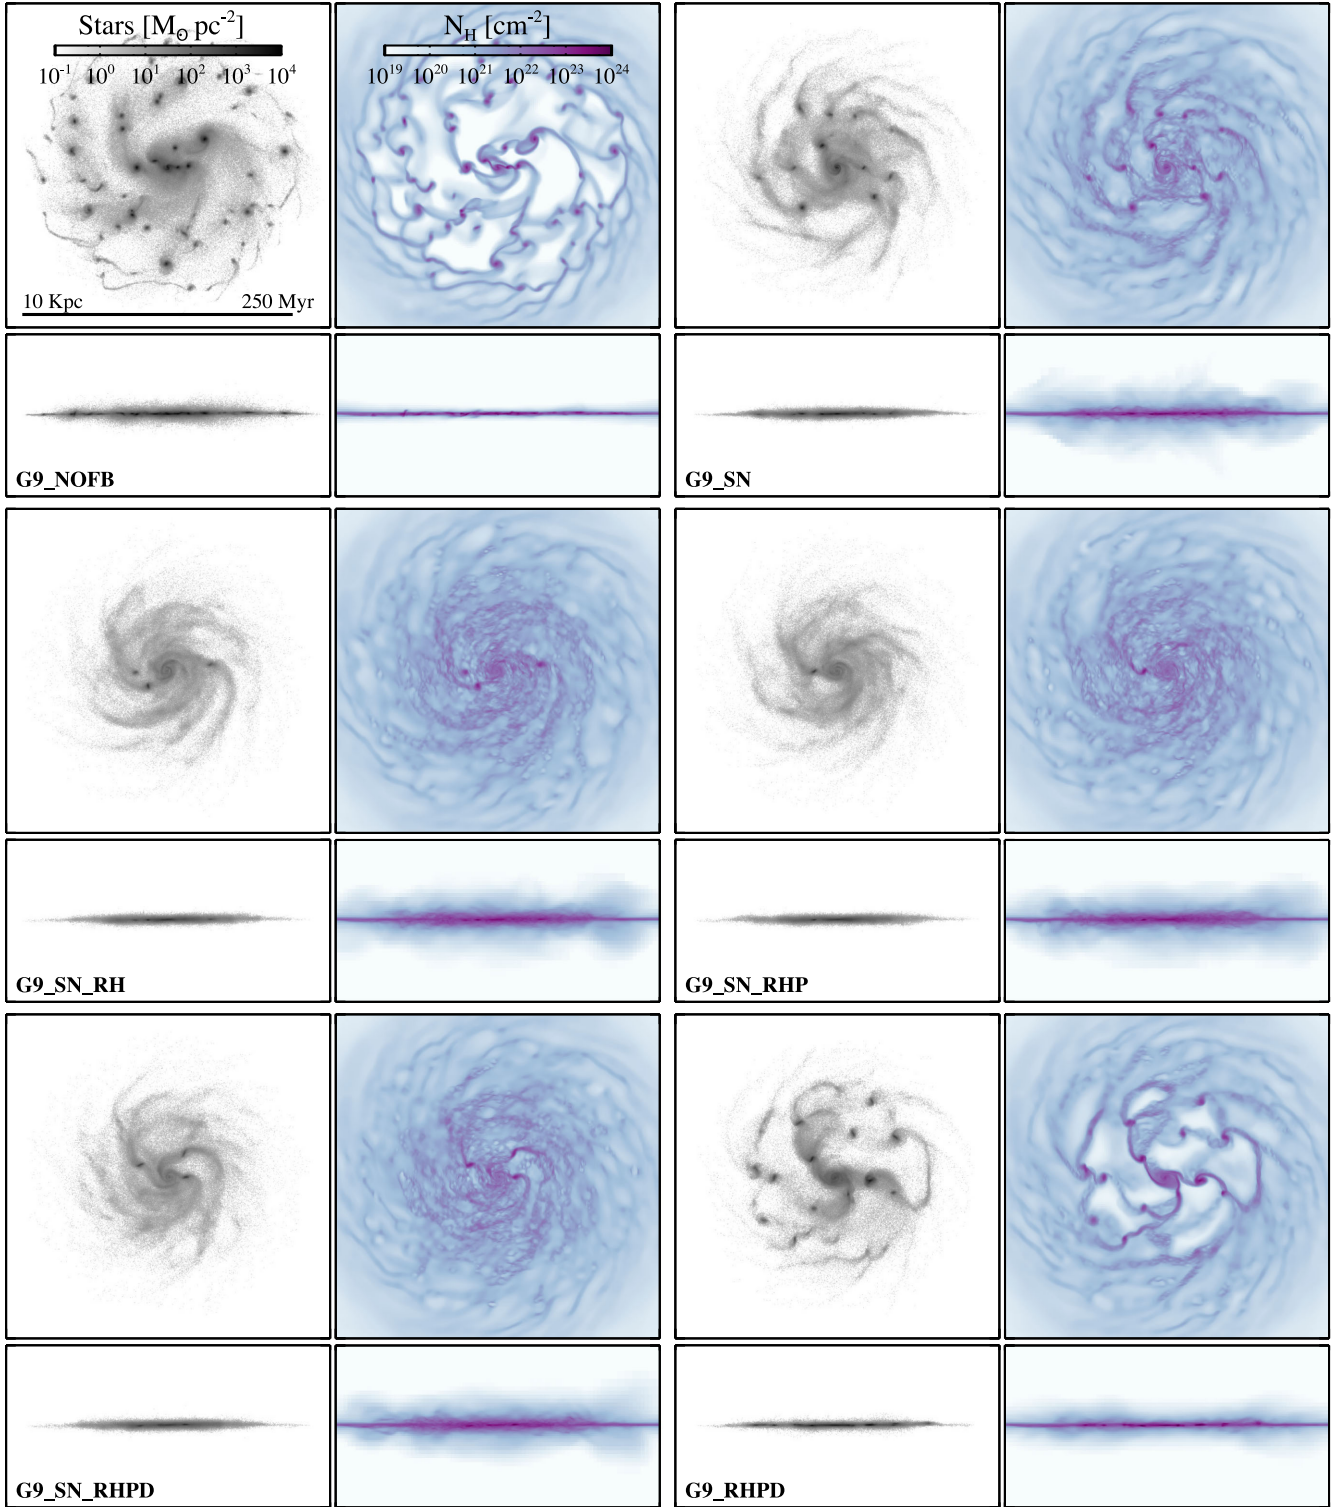 Stars [M⊙ pc⁻²]
10⁻¹ 10⁰ 10¹ 10² 10³ 10⁴
N_H [cm⁻²]
10¹⁹ 10²⁰ 10²¹ 10²² 10²³ 10²⁴
10 Kpc 250 Myr
G9_NOFB
G9_SN
G9_SN_RH
G9_SN_RHP
G9_SN_RHPD
G9_RHPD